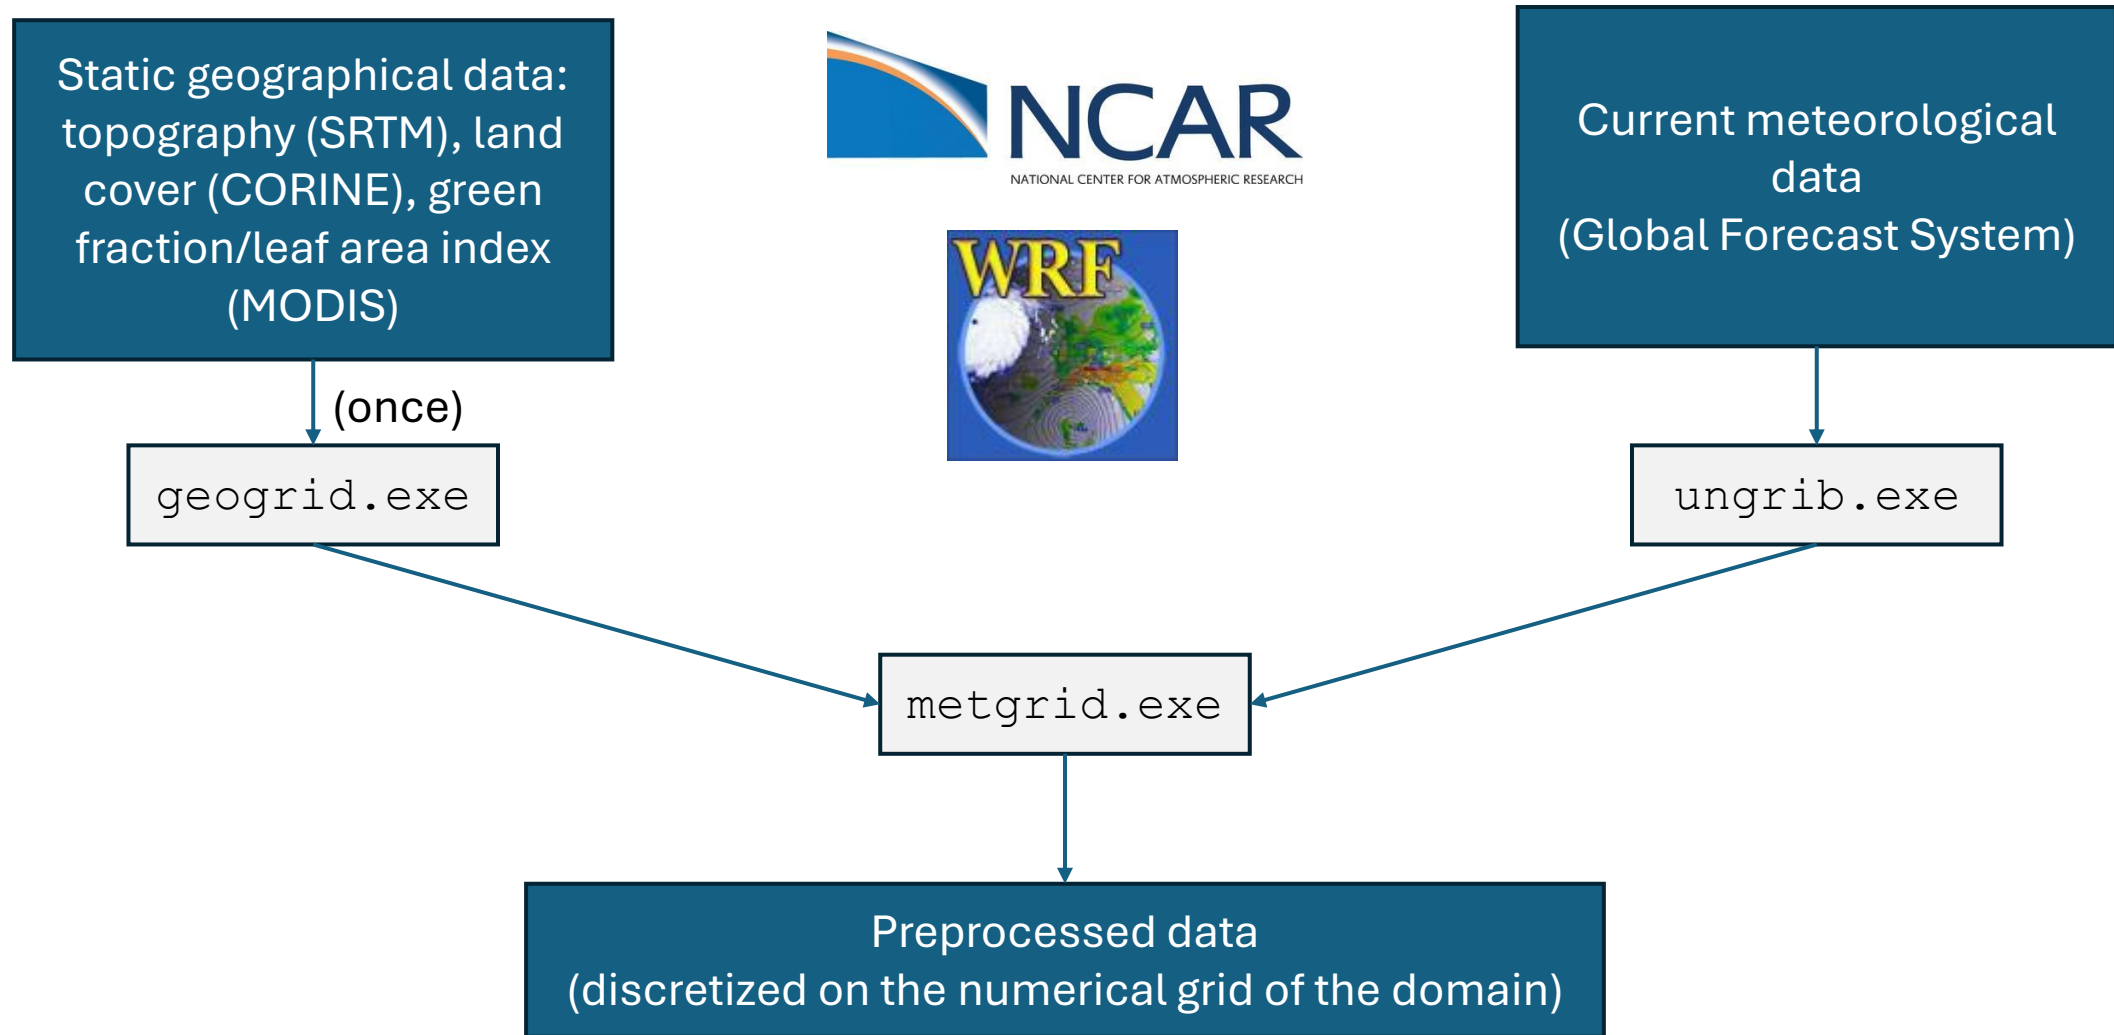 Static geographical data:
topography (SRTM), land
cover (CORINE), green
fraction/leaf area index
(MODIS)
NCAR
NATIONAL CENTER FOR ATMOSPHERIC RESEARCH
WRF
Current meteorological
data
(Global Forecast System)
(once)
geogrid.exe
ungrib.exe
metgrid.exe
Preprocessed data
(discretized on the numerical grid of the domain)